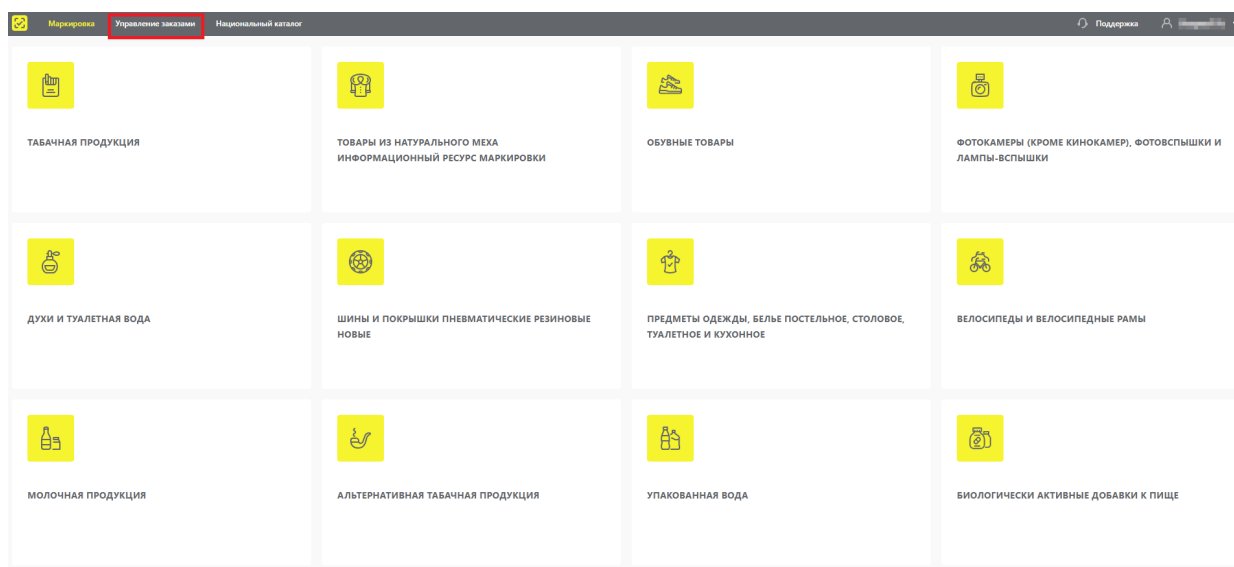 Маркировка Управление заказами Национальный каталог Поддержка
ТАБАЧНАЯ ПРОДУКЦИЯ
ТОВАРЫ ИЗ НАТУРАЛЬНОГО МЕХА
ИНФОРМАЦИОННЫЙ РЕСУРС МАРКИРОВКИ
ОБУВНЫЕ ТОВАРЫ
ФОТОКАМЕРЫ (КРОМЕ КИНОКАМЕР), ФОТОВСПЫШКИ И
ЛАМПЫ-ВСПЫШКИ
ДУХИ И ТУАЛЕТНАЯ ВОДА
ШИНЫ И ПОКРЫШКИ ПНЕВМАТИЧЕСКИЕ РЕЗИНОВЫЕ
НОВЫЕ
ПРЕДМЕТЫ ОДЕЖДЫ, БЕЛЬЕ ПОСТЕЛЬНОЕ, СТОЛОВОЕ,
ТУАЛЕТНОЕ И КУХОННОЕ
ВЕЛОСИПЕДЫ И ВЕЛОСИПЕДНЫЕ РАМЫ
МОЛОЧНАЯ ПРОДУКЦИЯ
АЛЬТЕРНАТИВНАЯ ТАБАЧНАЯ ПРОДУКЦИЯ
УПАКОВАННАЯ ВОДА
БИОЛОГИЧЕСКИ АКТИВНЫЕ ДОБАВКИ К ПИЩЕ